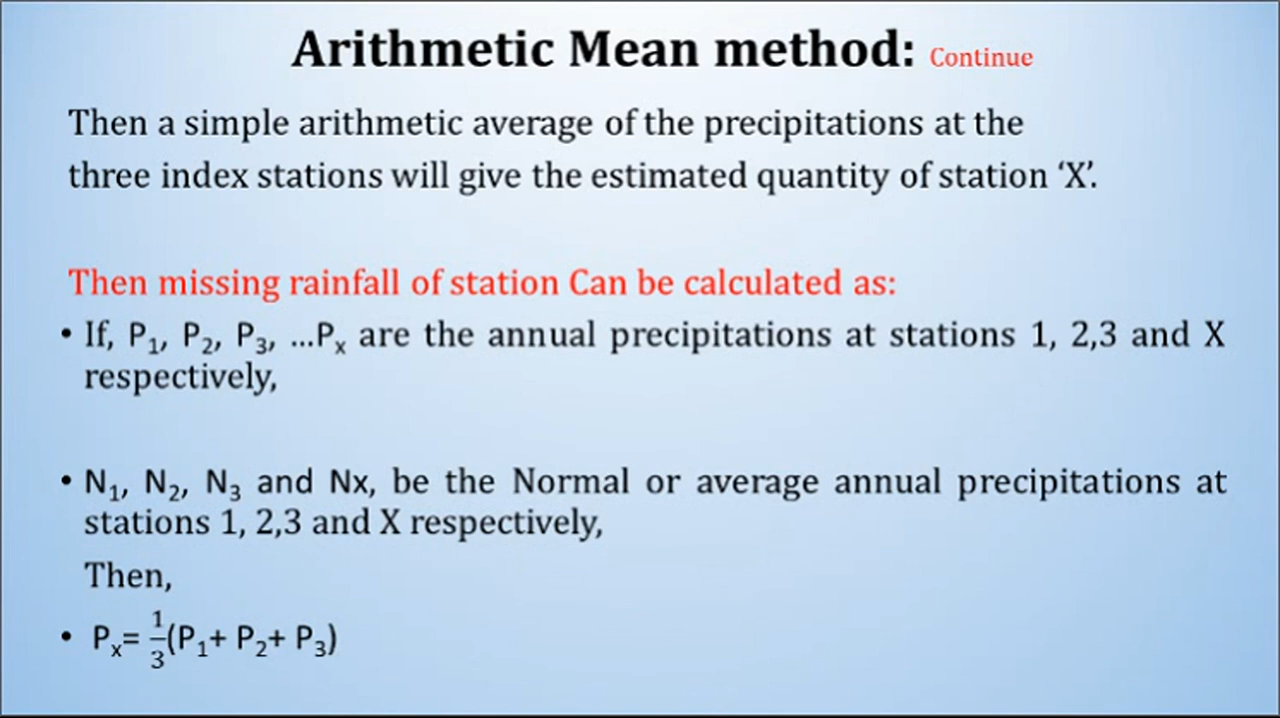 Arithmetic Mean method: Continue
Then a simple arithmetic average of the precipitations at the
three index stations will give the estimated quantity of station ‘X’.
Then missing rainfall of station Can be calculated as:
• If, P₁, P₂, P₃, ...Pₓ are the annual precipitations at stations 1, 2,3 and X
respectively,
• N₁, N₂, N₃ and Nx, be the Normal or average annual precipitations at
stations 1, 2,3 and X respectively,
Then,
• Pₓ= 1/3(P₁+ P₂+ P₃)